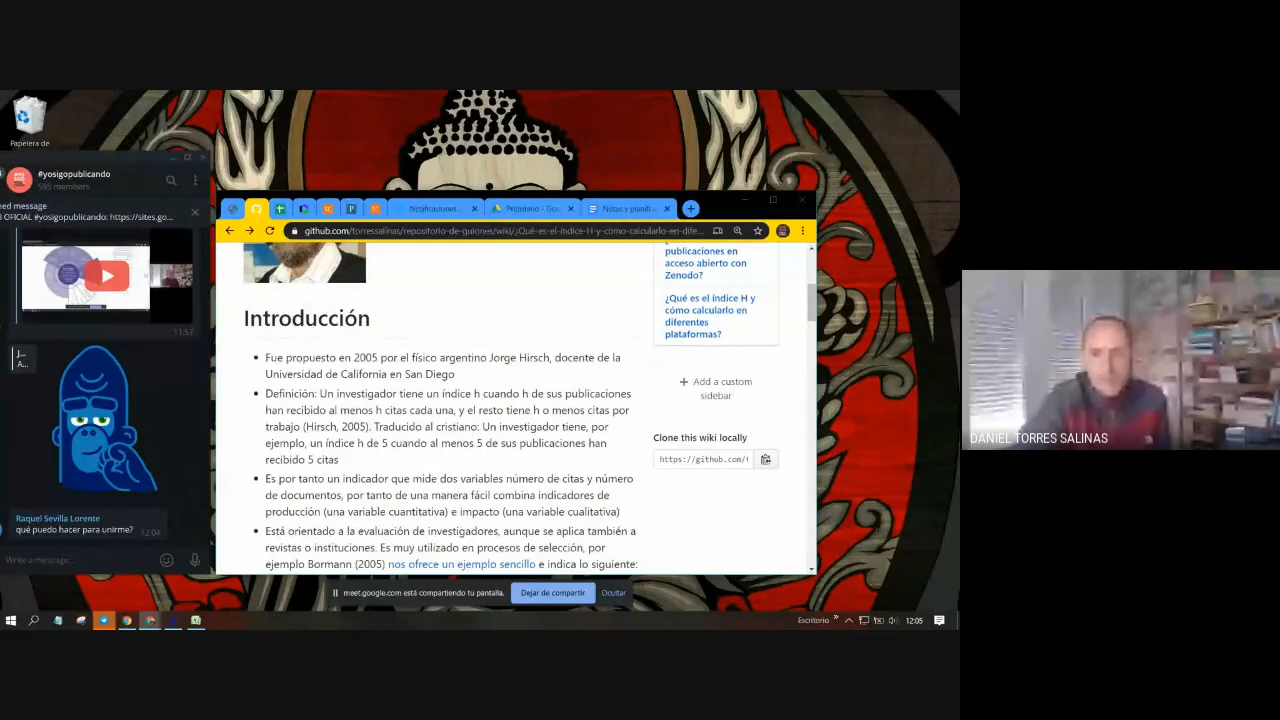 Papelera de
#yosigopublicando
595 members
ned message
OFICIAL #yosigopublicando: https://sites.go...
11:57
J—
A...
Raquel Sevilla Lorente
qué puedo hacer para unirme?
12:04
Write a message...
Notificaciones
Priceiano – Goo
Notas y planific
github.com/torressalinas/repositorio-de-guiones/wiki/¿Qué-es-el-índice-H-y-como-calcularlo-en-dife...
publicaciones en
acceso abierto con
Zenodo?
¿Qué es el índice H y
cómo calcularlo en
diferentes
plataformas?
Add a custom
sidebar
Clone this wiki locally
https://github.com/t
Introducción
Fue propuesto en 2005 por el físico argentino Jorge Hirsch, docente de la
Universidad de California en San Diego
Definición: Un investigador tiene un índice h cuando h de sus publicaciones
han recibido al menos h citas cada una, y el resto tiene h o menos citas por
trabajo (Hirsch, 2005). Traducido al cristiano: Un investigador tiene, por
ejemplo, un índice h de 5 cuando al menos 5 de sus publicaciones han
recibido 5 citas
Es por tanto un indicador que mide dos variables número de citas y número
de documentos, por tanto de una manera fácil combina indicadores de
producción (una variable cuantitativa) e impacto (una variable cualitativa)
Está orientado a la evaluación de investigadores, aunque se aplica también a
revistas o instituciones. Es muy utilizado en procesos de selección, por
ejemplo Bormann (2005) nos ofrece un ejemplo sencillo e indica lo siguiente:
meet.google.com está compartiendo tu pantalla.
Dejar de compartir
Ocultar
Escritorio
12:05
DANIEL TORRES SALINAS